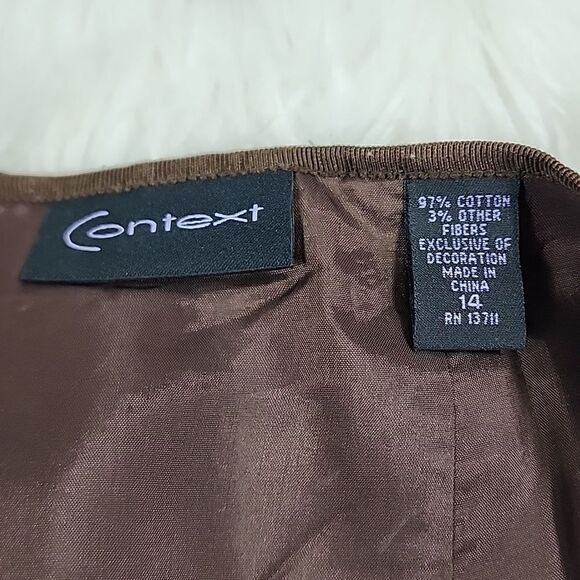 Context
97% COTTON
3% OTHER
FIBERS
EXCLUSIVE OF
DECORATION
MADE IN
CHINA
14
RN 13711